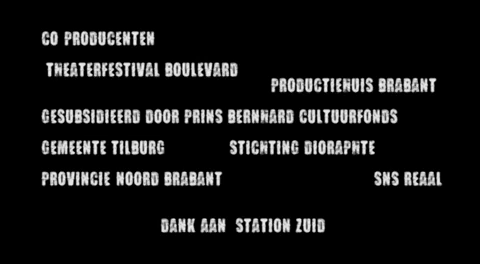 CO PRODUCENTEN
THEATERFESTIVAL BOULEVARD
PRODUCTIEHUIS BRABANT
GESUBSIDIEERD DOOR PRINS BERNHARD CULTUURFONDS
GEMEENTE TILBURG STICHTING DIORAPHTE
PROVINCIE NOORD BRABANT SNS REAAL
DANK AAN STATION ZUID